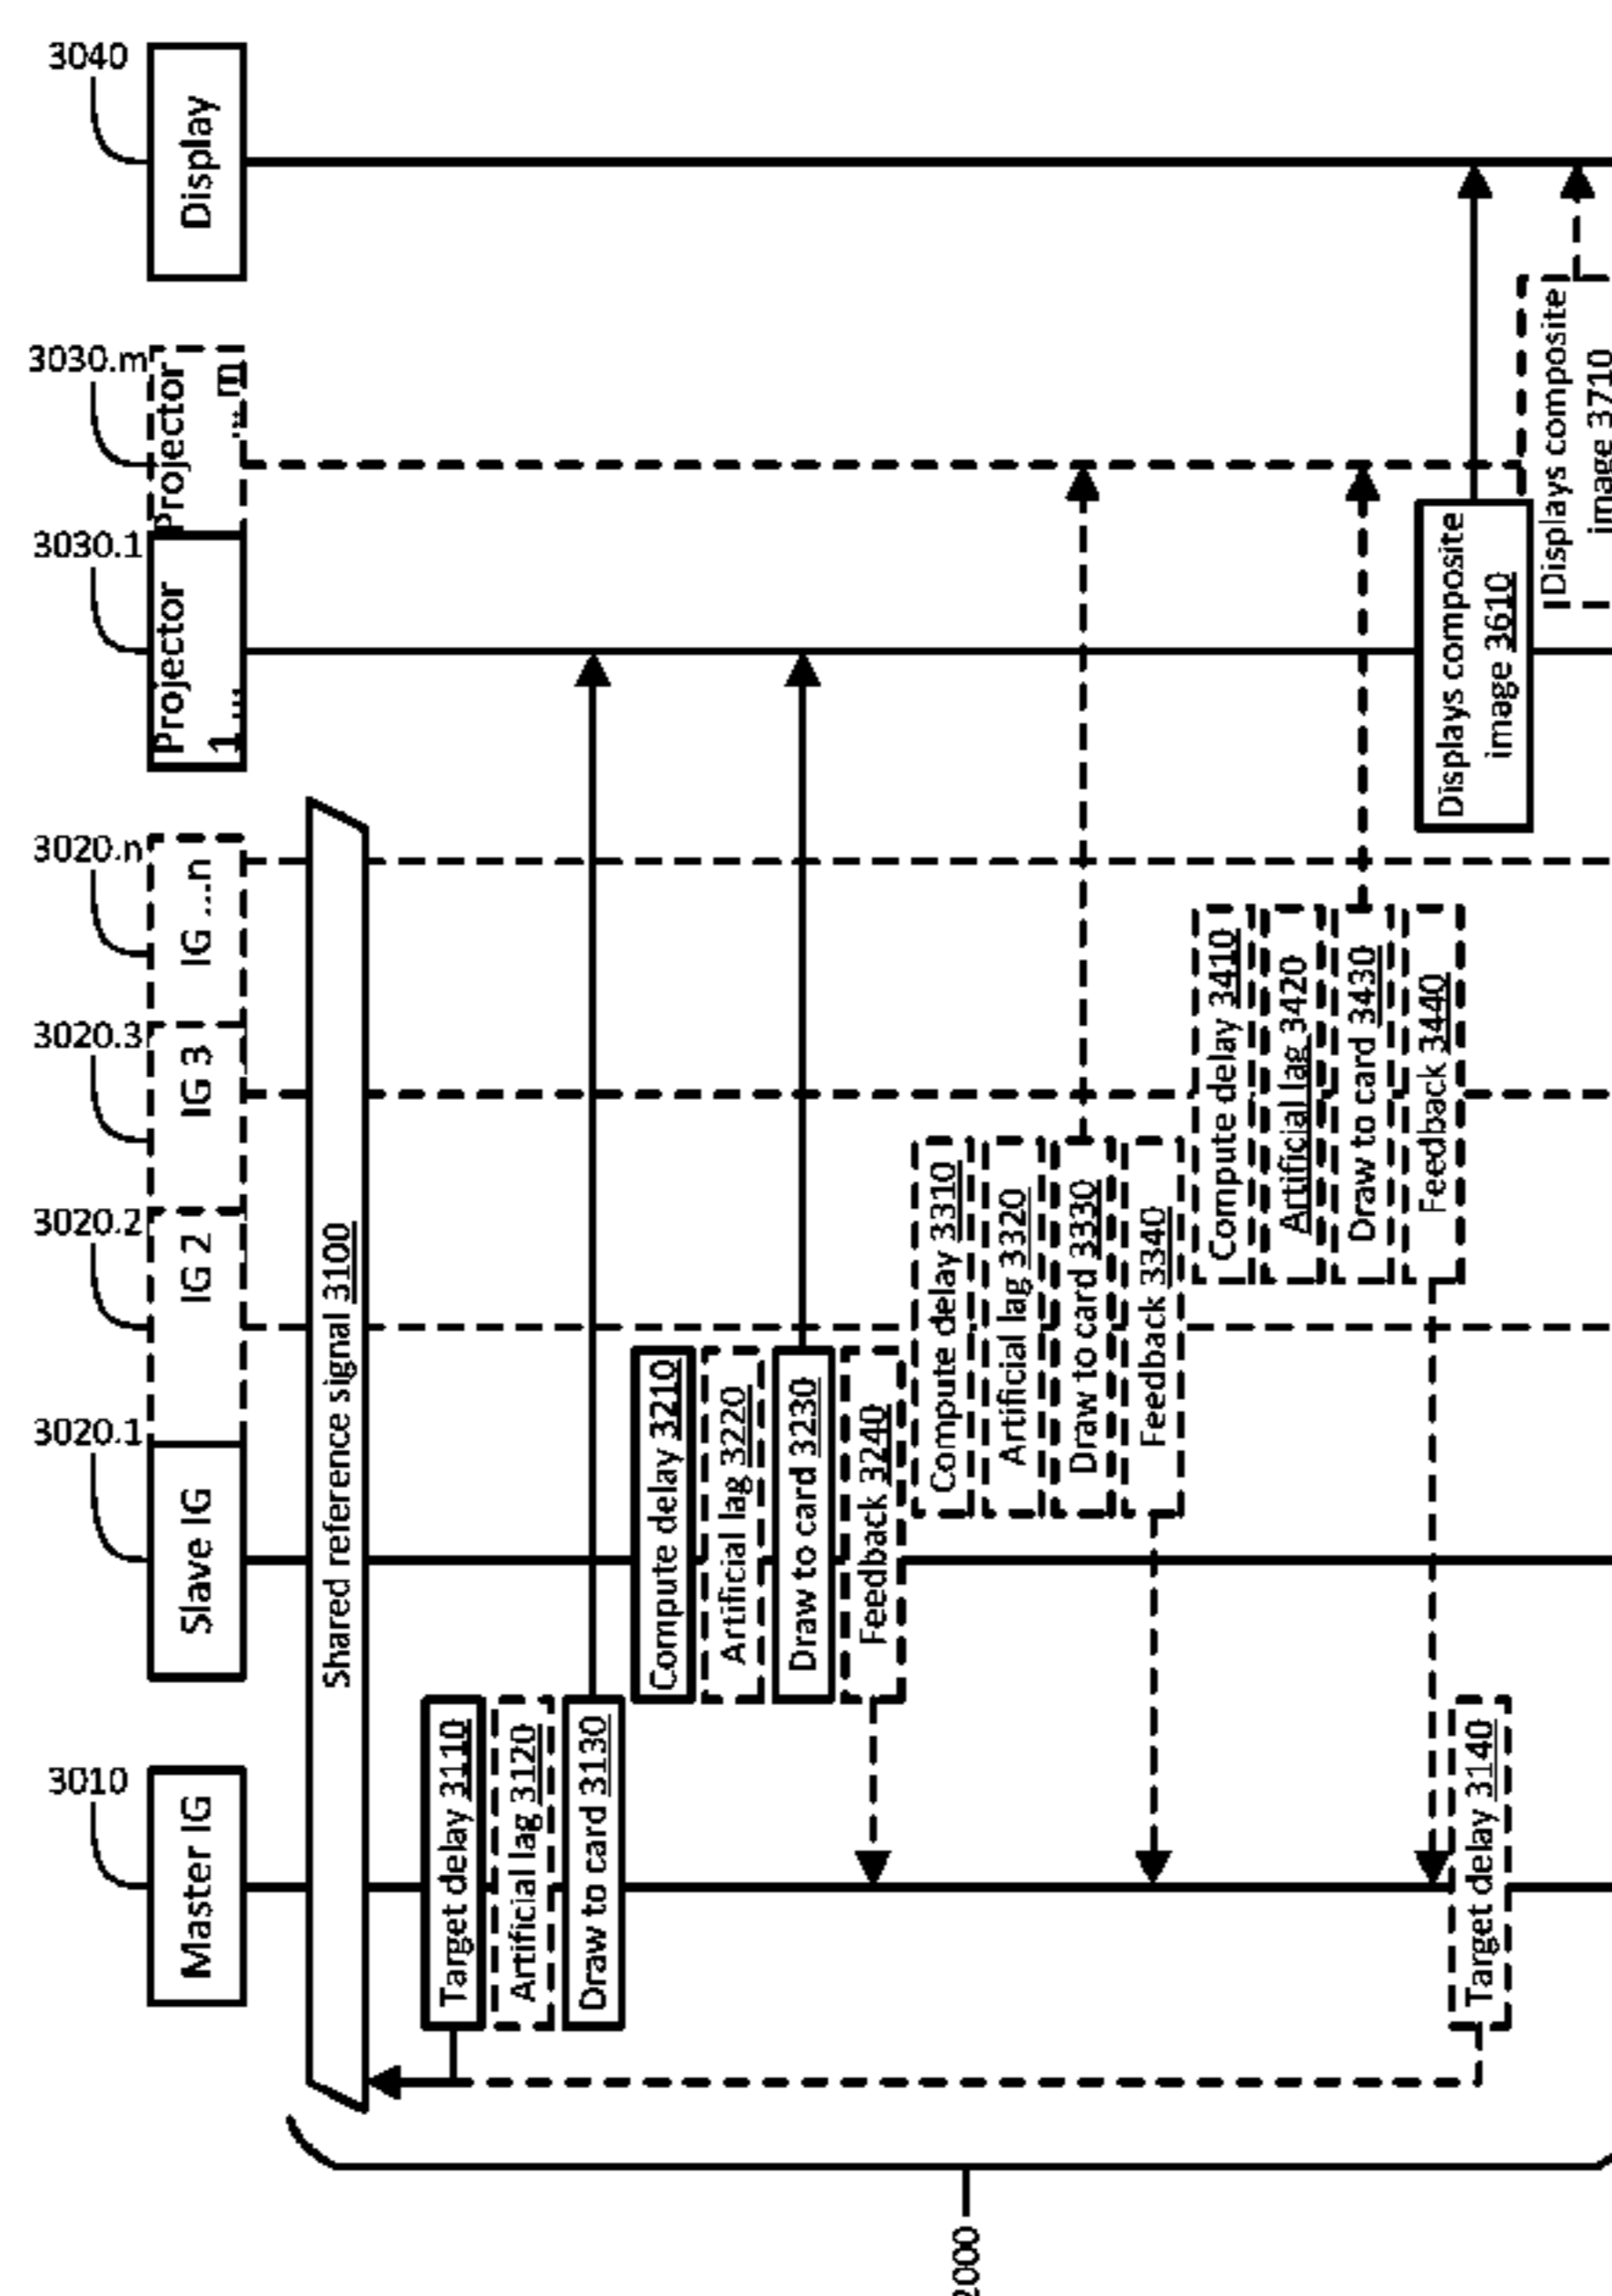 3010
Master IG
3020.1
Slave IG
3020.2
IG 2
3020.3
IG 3
3020.n
IG ...n
3030.1
Projector
1...
3030.m
Projector
...m
3040
Display
Shared reference signal 3100
Target delay 3110
Artificial lag 3120
Draw to card 3130
Compute delay 3210
Artificial lag 3220
Draw to card 3230
Feedback 3240
Compute delay 3310
Artificial lag 3320
Draw to card 3330
Feedback 3340
Compute delay 3410
Artificial lag 3420
Draw to card 3430
Feedback 3440
Target delay 3140
Displays composite
image 3610
Displays composite
image 3710
2000